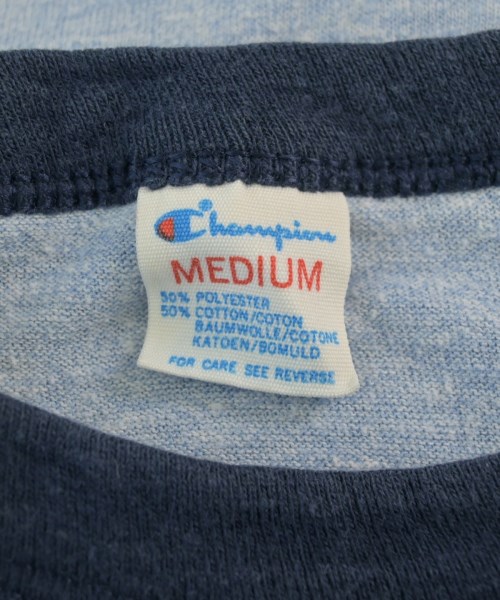 Champion
MEDIUM
50% POLYESTER
50% COTTON/COTON
BAUMWOLLE/COTONE
KATOEN/BOMULD
FOR CARE SEE REVERSE